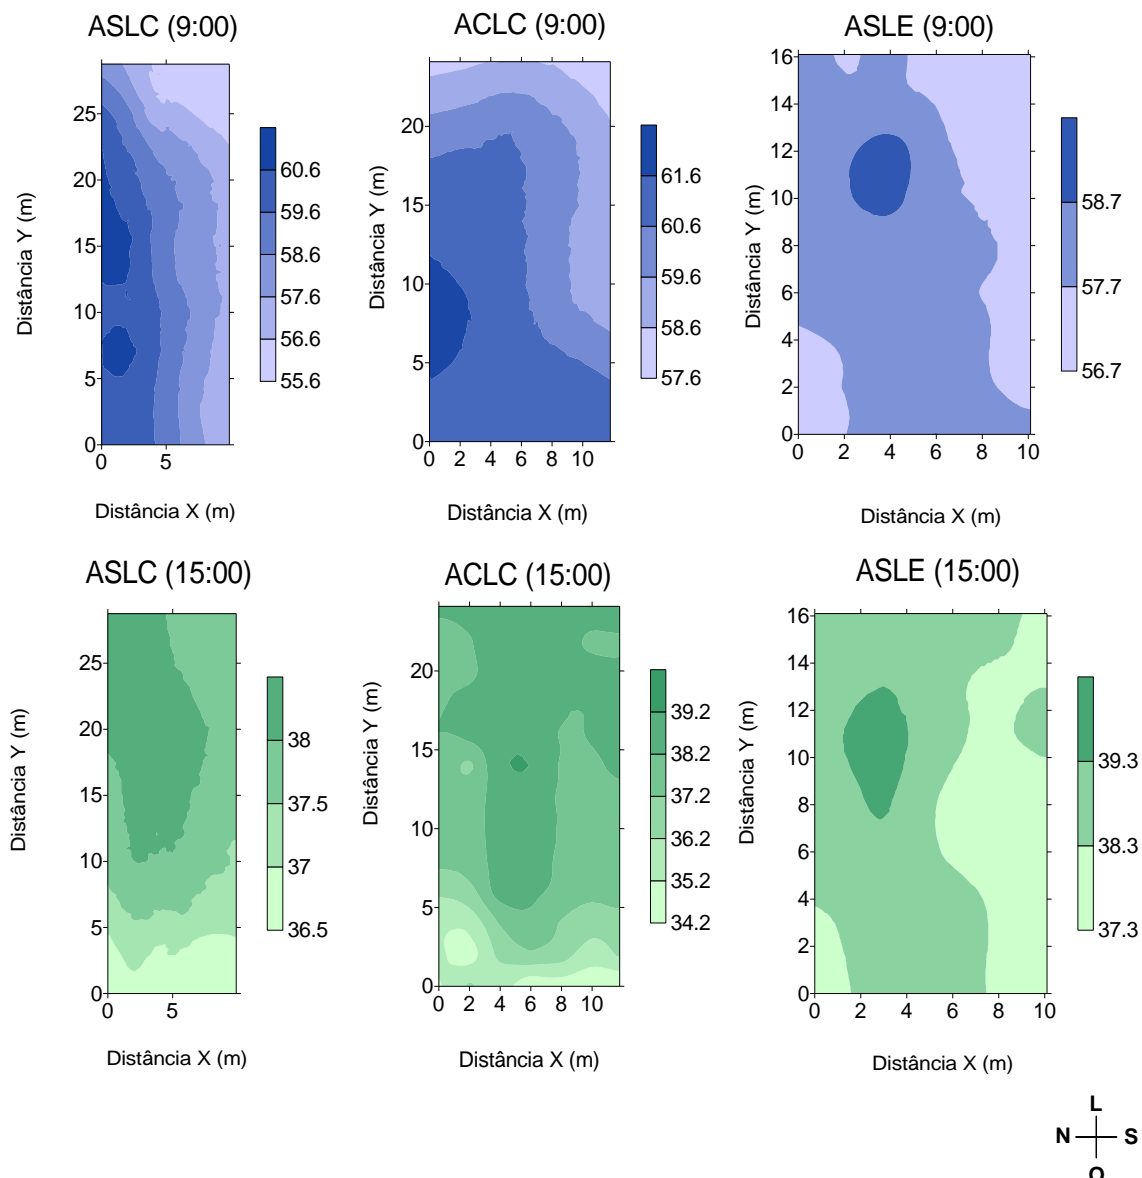 ASLC (9:00)
ACLC (9:00)
ASLE (9:00)
Distância Y (m)
25
20
15
10
5
0
0
5
Distância X (m)
60.6
59.6
58.6
57.6
56.6
55.6
Distância Y (m)
20
15
10
5
0
0 2 4 6 8 10
Distância X (m)
61.6
60.6
59.6
58.6
57.6
Distância Y (m)
16
14
12
10
8
6
4
2
0
0 2 4 6 8 10
Distância X (m)
58.7
57.7
56.7
ASLC (15:00)
ACLC (15:00)
ASLE (15:00)
Distância Y (m)
25
20
15
10
5
0
0 5
Distância X (m)
38
37.5
37
36.5
Distância Y (m)
20
15
10
5
0
0 2 4 6 8 10
Distância X (m)
39.2
38.2
37.2
36.2
35.2
34.2
Distância Y (m)
16
14
12
10
8
6
4
2
0
0 2 4 6 8 10
Distância X (m)
39.3
38.3
37.3
L
N S
O